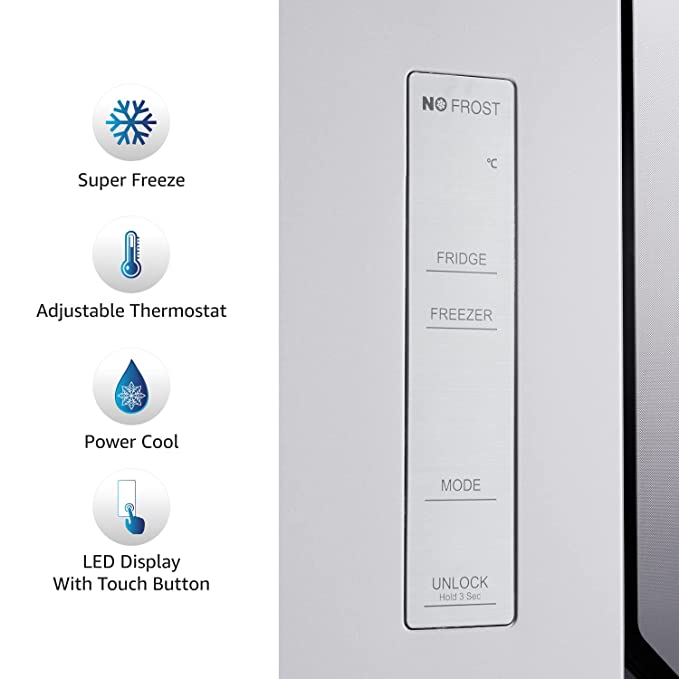 Super Freeze
Adjustable Thermostat
Power Cool
LED Display
With Touch Button
NO FROST
°C
FRIDGE
FREEZER
MODE
UNLOCK
Hold 3 Sec